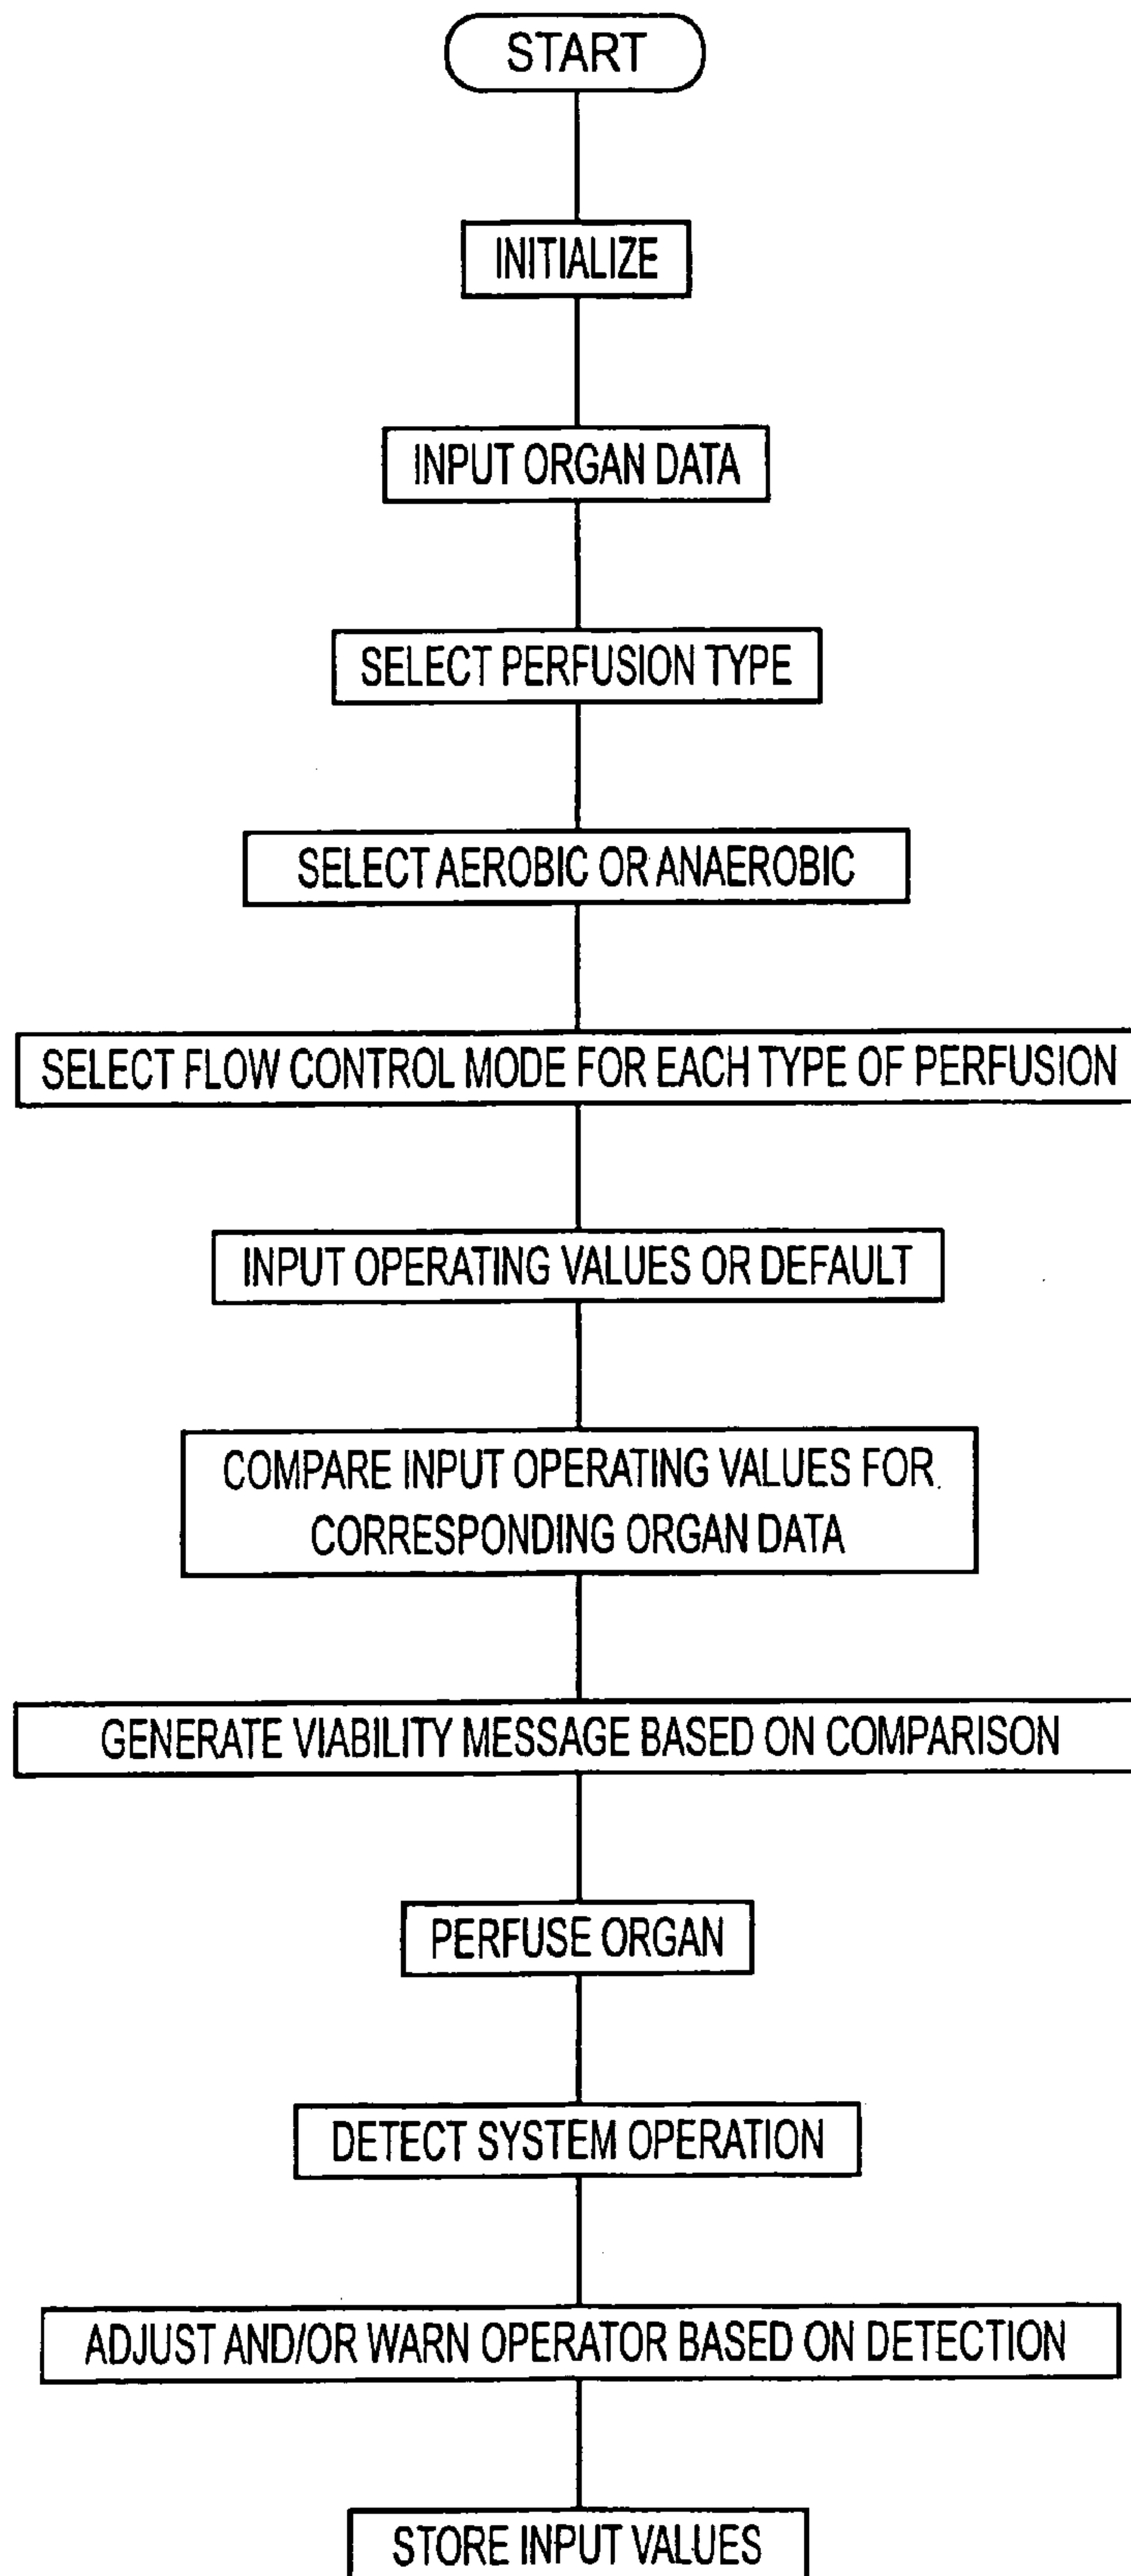 START
INITIALIZE
INPUT ORGAN DATA
SELECT PERFUSION TYPE
SELECT AEROBIC OR ANAEROBIC
SELECT FLOW CONTROL MODE FOR EACH TYPE OF PERFUSION
INPUT OPERATING VALUES OR DEFAULT
COMPARE INPUT OPERATING VALUES FOR
CORRESPONDING ORGAN DATA
GENERATE VIABILITY MESSAGE BASED ON COMPARISON
PERFUSE ORGAN
DETECT SYSTEM OPERATION
ADJUST AND/OR WARN OPERATOR BASED ON DETECTION
STORE INPUT VALUES